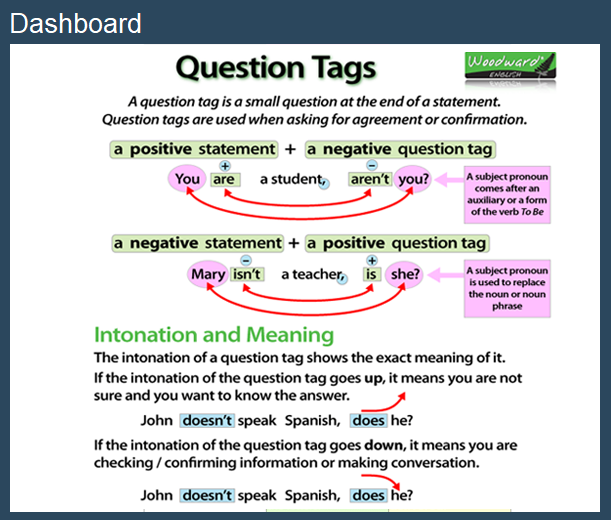 Dashboard
Question Tags
Woodward®
ENGLISH
A question tag is a small question at the end of a statement.
Question tags are used when asking for agreement or confirmation.
a positive statement + a negative question tag
+ −
You are a student, aren't you?
A subject pronoun
comes after an
auxiliary or a form
of the verb To Be
a negative statement + a positive question tag
− +
Mary isn't a teacher, is she?
A subject pronoun
is used to replace
the noun or noun
phrase
Intonation and Meaning
The intonation of a question tag shows the exact meaning of it.
If the intonation of the question tag goes up, it means you are not
sure and you want to know the answer.
John doesn't speak Spanish, does he?
If the intonation of the question tag goes down, it means you are
checking / confirming information or making conversation.
John doesn't speak Spanish, does he?